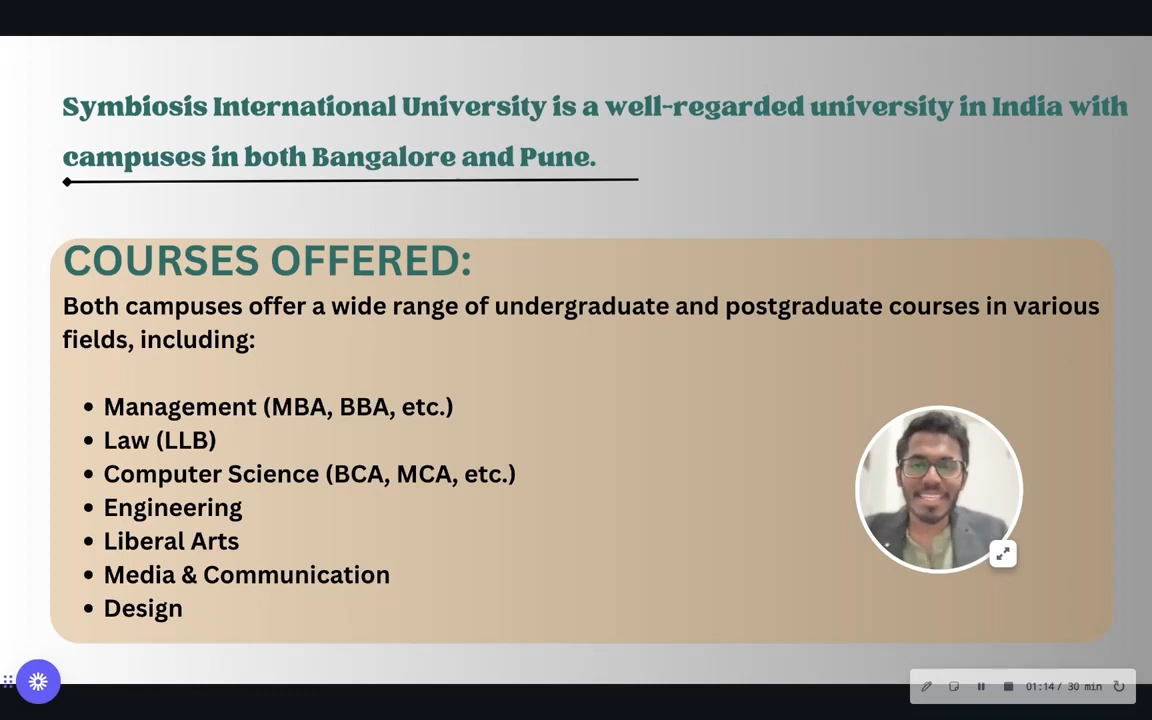 Symbiosis International University is a well-regarded university in India with
campuses in both Bangalore and Pune.
COURSES OFFERED:
Both campuses offer a wide range of undergraduate and postgraduate courses in various
fields, including:
• Management (MBA, BBA, etc.)
• Law (LLB)
• Computer Science (BCA, MCA, etc.)
• Engineering
• Liberal Arts
• Media & Communication
• Design
01:14 / 30 min